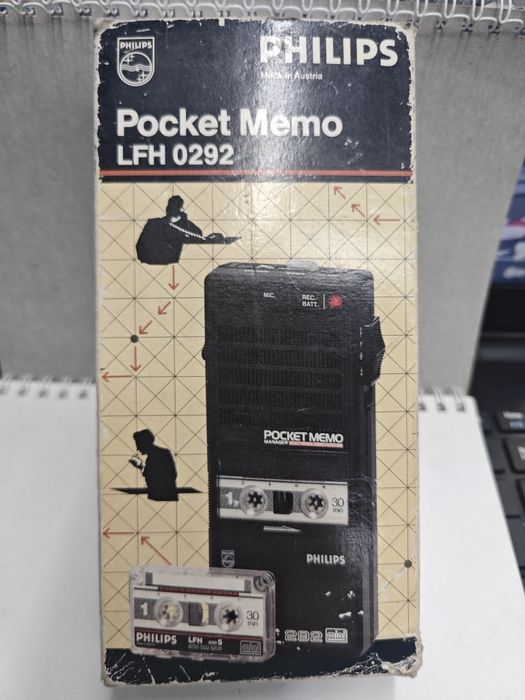 PHILIPS
PHILIPS
Made in Austria
Pocket Memo
LFH 0292
MIC.
REC.
BATT.
POCKET MEMO
MANAGER
1
30
min
PHILIPS
1
30
min
PHILIPS
LFH
292
mini